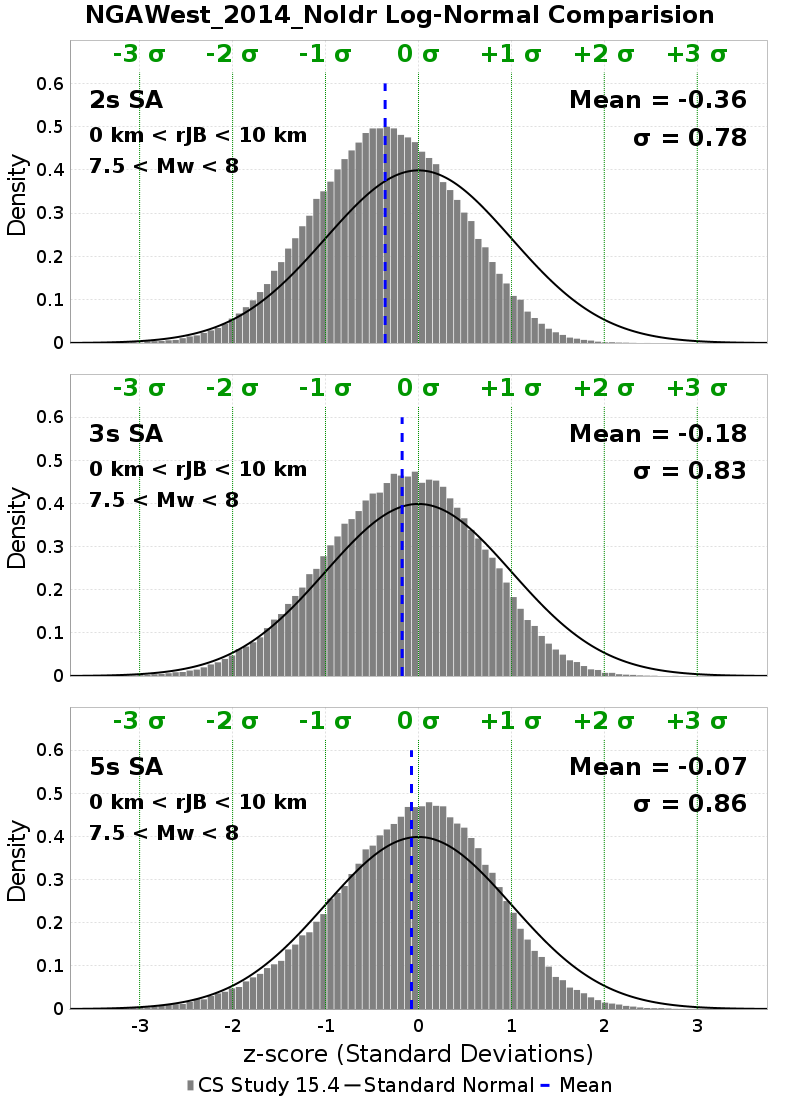 NGAWest_2014_NoIdr Log-Normal Comparision
-3 σ -2 σ -1 σ 0 σ +1 σ +2 σ +3 σ
0.6
2s SA Mean = -0.36
0.5
0 km < rJB < 10 km σ = 0.78
7.5 < Mw < 8
0.4
Density
0.3
0.2
0.1
0
-3 σ -2 σ -1 σ 0 σ +1 σ +2 σ +3 σ
0.6
3s SA Mean = -0.18
0.5
0 km < rJB < 10 km σ = 0.83
7.5 < Mw < 8
0.4
Density
0.3
0.2
0.1
0
-3 σ -2 σ -1 σ 0 σ +1 σ +2 σ +3 σ
0.6
5s SA Mean = -0.07
0.5
0 km < rJB < 10 km σ = 0.86
7.5 < Mw < 8
0.4
Density
0.3
0.2
0.1
0
-3 -2 -1 0 1 2 3
z-score (Standard Deviations)
CS Study 15.4 Standard Normal Mean